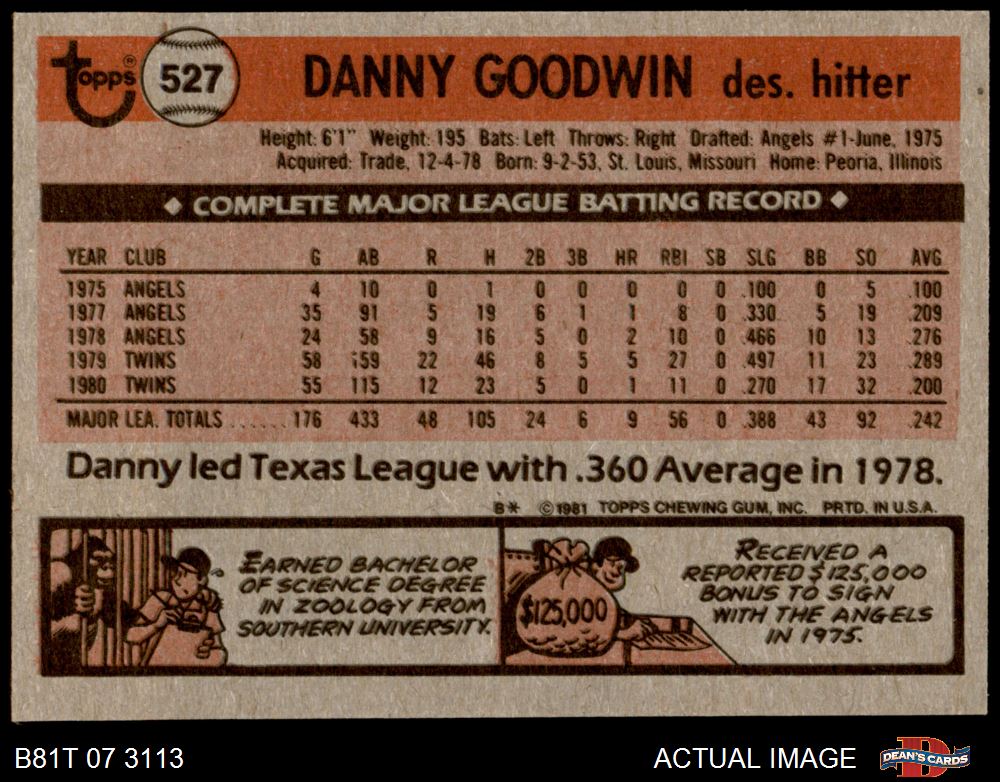 Topps® 527 DANNY GOODWIN des. hitter
Height: 6'1" Weight: 195 Bats: Left Throws: Right Drafted: Angels #1-June, 1975
Acquired: Trade, 12-4-78 Born: 9-2-53, St. Louis, Missouri Home: Peoria, Illinois
◆ COMPLETE MAJOR LEAGUE BATTING RECORD ◆
YEAR CLUB G AB R H 2B 3B HR RBI SB SLG BB SO AVG
1975 ANGELS 4 10 0 1 0 0 0 0 0 .100 0 5 .100
1977 ANGELS 35 91 5 19 6 1 1 8 0 .330 5 19 .209
1978 ANGELS 24 58 9 16 5 0 2 10 0 .466 10 13 .276
1979 TWINS 58 159 22 46 8 5 5 27 0 .497 11 23 .289
1980 TWINS 55 115 12 23 5 0 1 11 0 .270 17 32 .200
MAJOR LEA. TOTALS ...... 176 433 48 105 24 6 9 56 0 .388 43 92 .242
Danny led Texas League with .360 Average in 1978.
B* © 1981 TOPPS CHEWING GUM, INC. PRTD. IN U.S.A.
EARNED BACHELOR
OF SCIENCE DEGREE
IN ZOOLOGY FROM
SOUTHERN UNIVERSITY.
$125,000
RECEIVED A
REPORTED $125,000
BONUS TO SIGN
WITH THE ANGELS
IN 1975.
B81T 07 3113 ACTUAL IMAGE DEAN'S CARDS